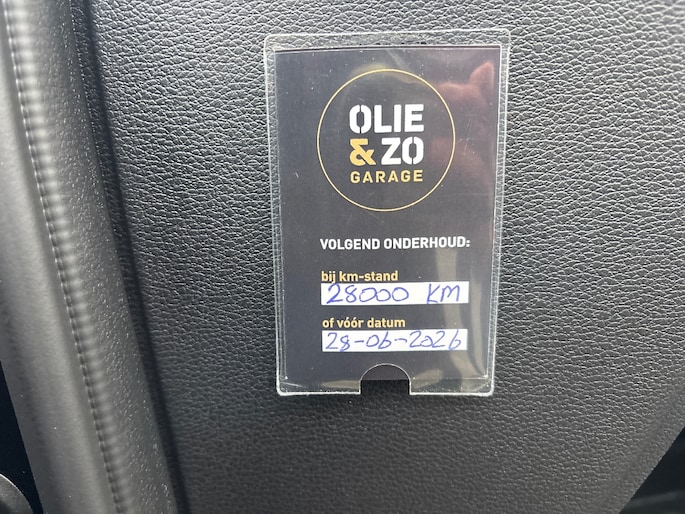 OLIE
& ZO
GARAGE
VOLGEND ONDERHOUD:
bij km-stand
28000 KM
of vóór datum
28-06-2026